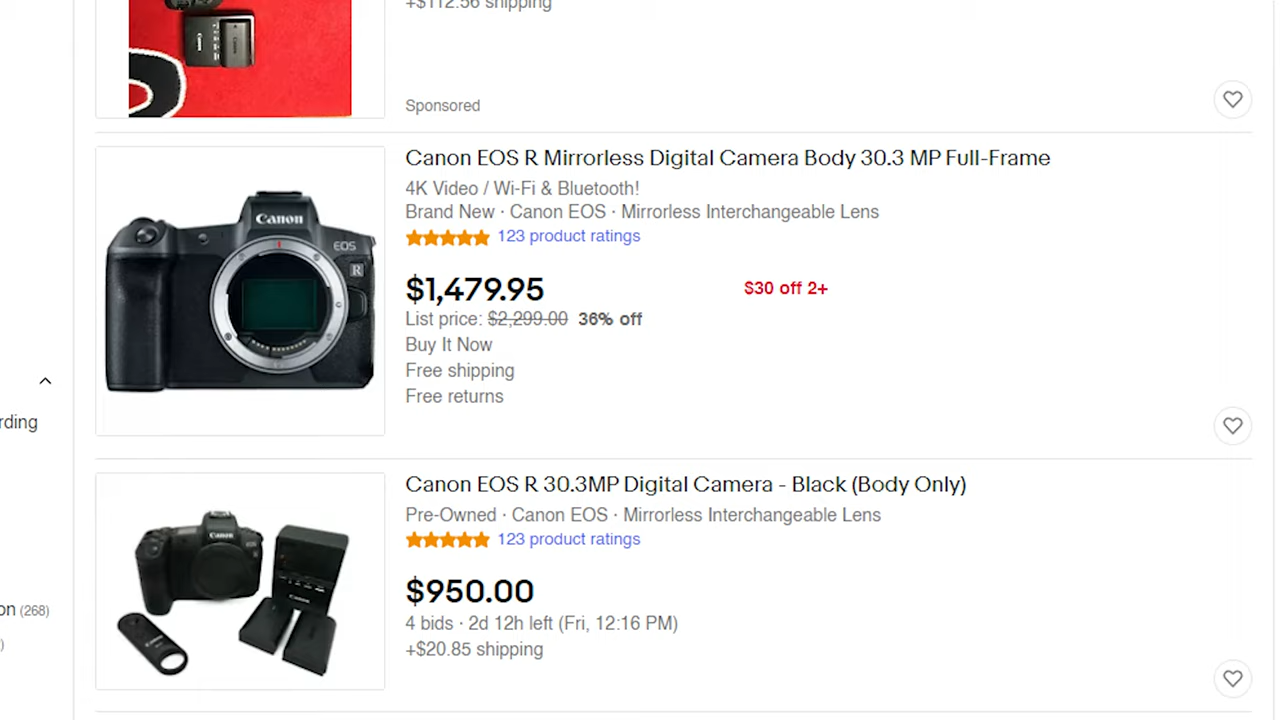 +$112.56 shipping
Sponsored
Canon EOS R Mirrorless Digital Camera Body 30.3 MP Full-Frame
4K Video / Wi-Fi & Bluetooth!
Brand New · Canon EOS · Mirrorless Interchangeable Lens
123 product ratings
$1,479.95
$30 off 2+
List price: $2,299.00 36% off
Buy It Now
Free shipping
Free returns
Canon
EOS
R
rding
Canon EOS R 30.3MP Digital Camera - Black (Body Only)
Pre-Owned · Canon EOS · Mirrorless Interchangeable Lens
123 product ratings
$950.00
4 bids · 2d 12h left (Fri, 12:16 PM)
+$20.85 shipping
Canon
on (268)
)